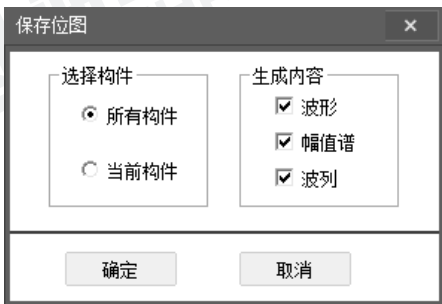 保存位图
选择构件
所有构件
当前构件
生成内容
波形
幅值谱
波列
确定
取消